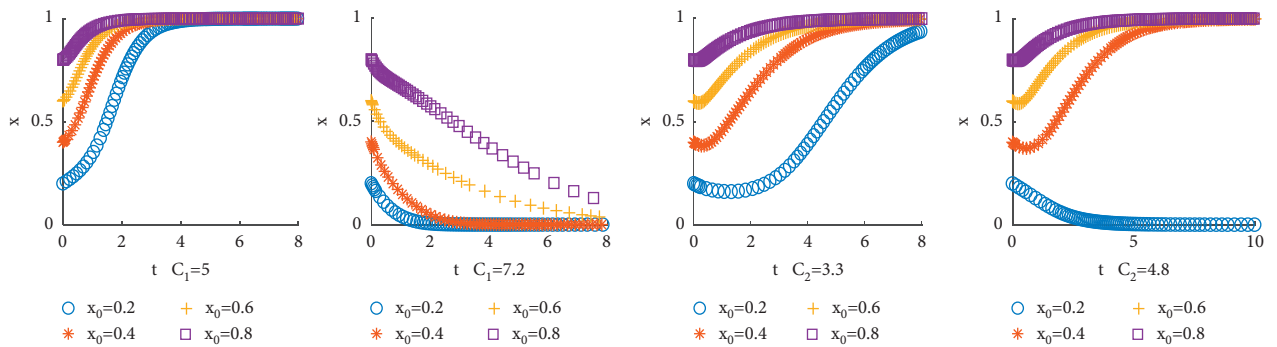 1
1
1
1
x
x
x
x
0.5
0.5
0.5
0.5
0
0
0
0
0 2 4 6 8
0 2 4 6 8
0 2 4 6 8
0 5 10
t C₁=5
t C₁=7.2
t C₂=3.3
t C₂=4.8
x₀=0.2 x₀=0.6
x₀=0.4 x₀=0.8
x₀=0.2 x₀=0.6
x₀=0.4 x₀=0.8
x₀=0.2 x₀=0.6
x₀=0.4 x₀=0.8
x₀=0.2 x₀=0.6
x₀=0.4 x₀=0.8